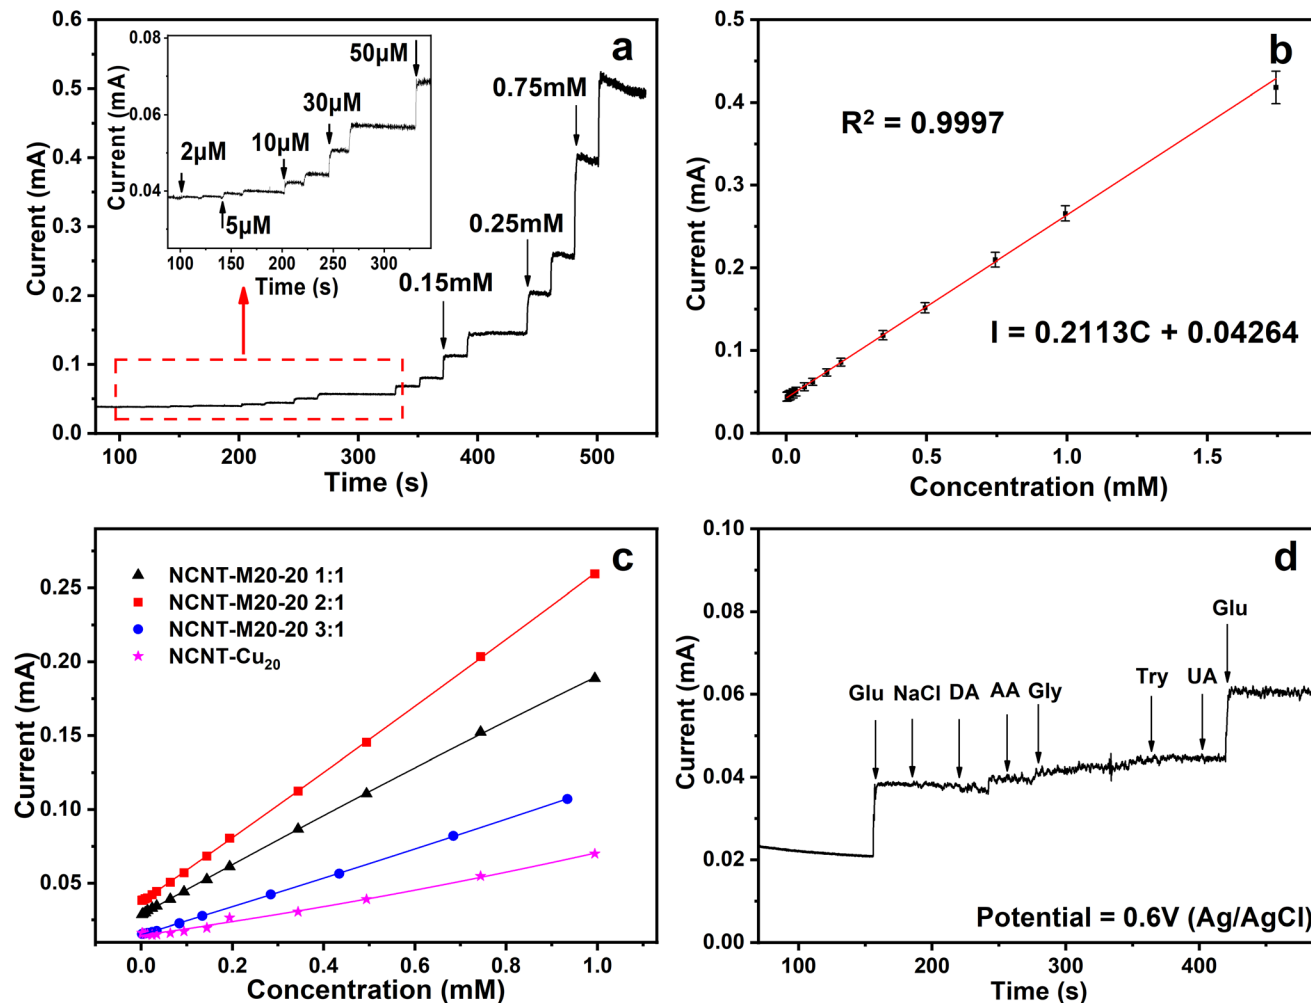 a
0.6
0.5
0.4
0.3
0.2
0.1
0.0
Current (mA)
100
200
300
400
500
Time (s)
0.15mM
0.25mM
0.75mM
0.08
0.06
0.04
Current (mA)
100
150
200
250
300
Time (s)
2μM
5μM
10μM
30μM
50μM
b
0.5
0.4
0.3
0.2
0.1
0.0
Current (mA)
R² = 0.9997
I = 0.2113C + 0.04264
0.0
0.5
1.0
1.5
Concentration (mM)
c
0.25
0.20
0.15
0.10
0.05
Current (mA)
NCNT-M20-20 1:1
NCNT-M20-20 2:1
NCNT-M20-20 3:1
NCNT-Cu₂₀
0.0
0.2
0.4
0.6
0.8
1.0
Concentration (mM)
d
0.10
0.08
0.06
0.04
0.02
0.00
Current (mA)
Glu
NaCl
DA
AA
Gly
Try
UA
Glu
Potential = 0.6V (Ag/AgCl)
100
200
300
400
Time (s)